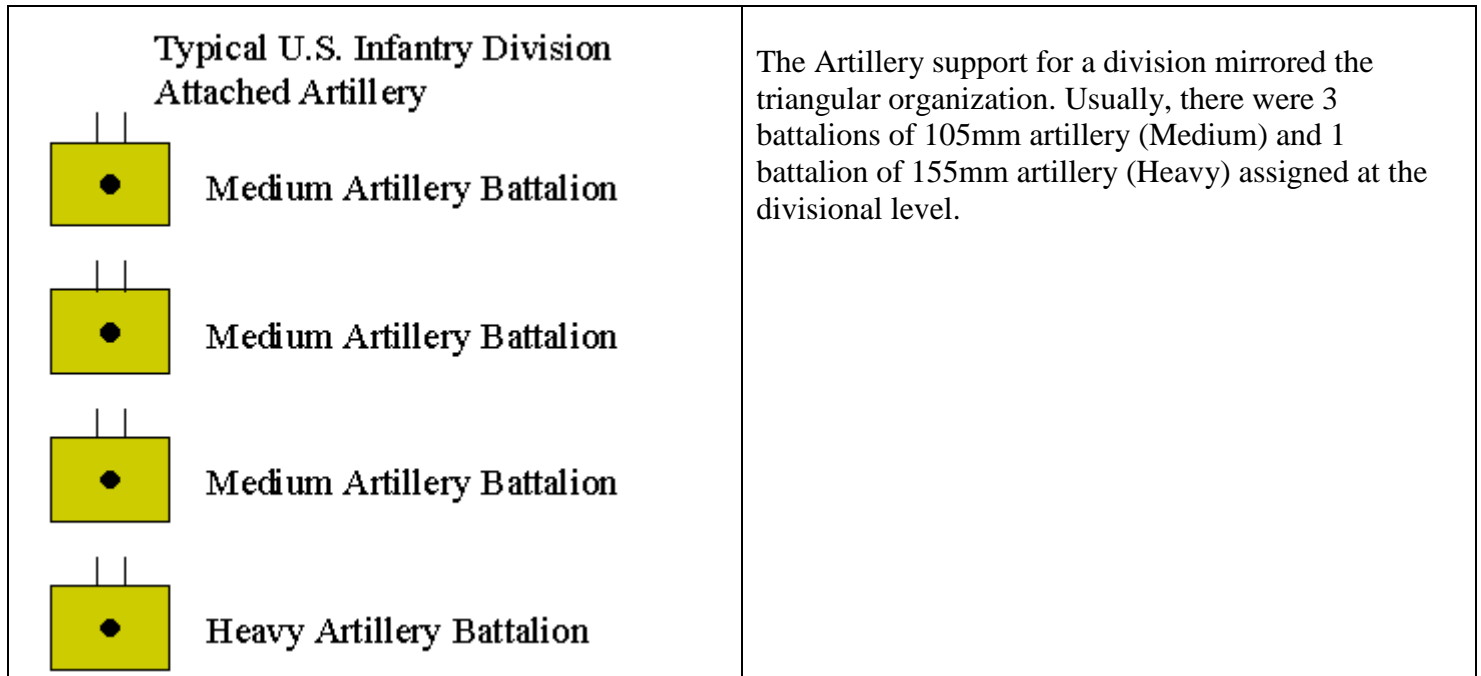 Typical U.S. Infantry Division
Attached Artillery
Medium Artillery Battalion
Medium Artillery Battalion
Medium Artillery Battalion
Heavy Artillery Battalion
The Artillery support for a division mirrored the
triangular organization. Usually, there were 3
battalions of 105mm artillery (Medium) and 1
battalion of 155mm artillery (Heavy) assigned at the
divisional level.